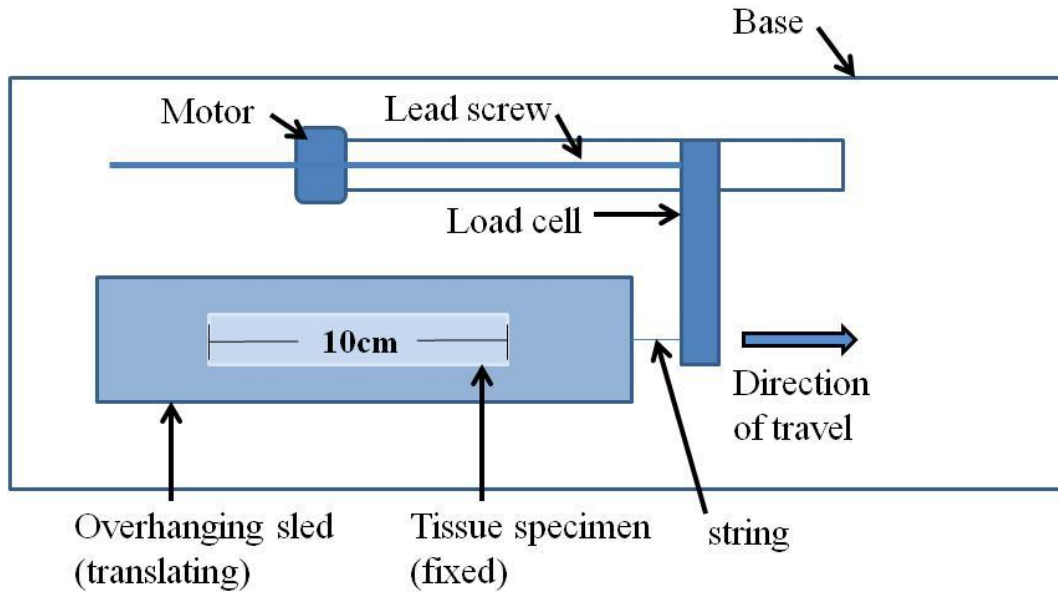 Base
Motor
Lead screw
Load cell
10cm
Direction
of travel
Overhanging sled
(translating)
Tissue specimen
(fixed)
string